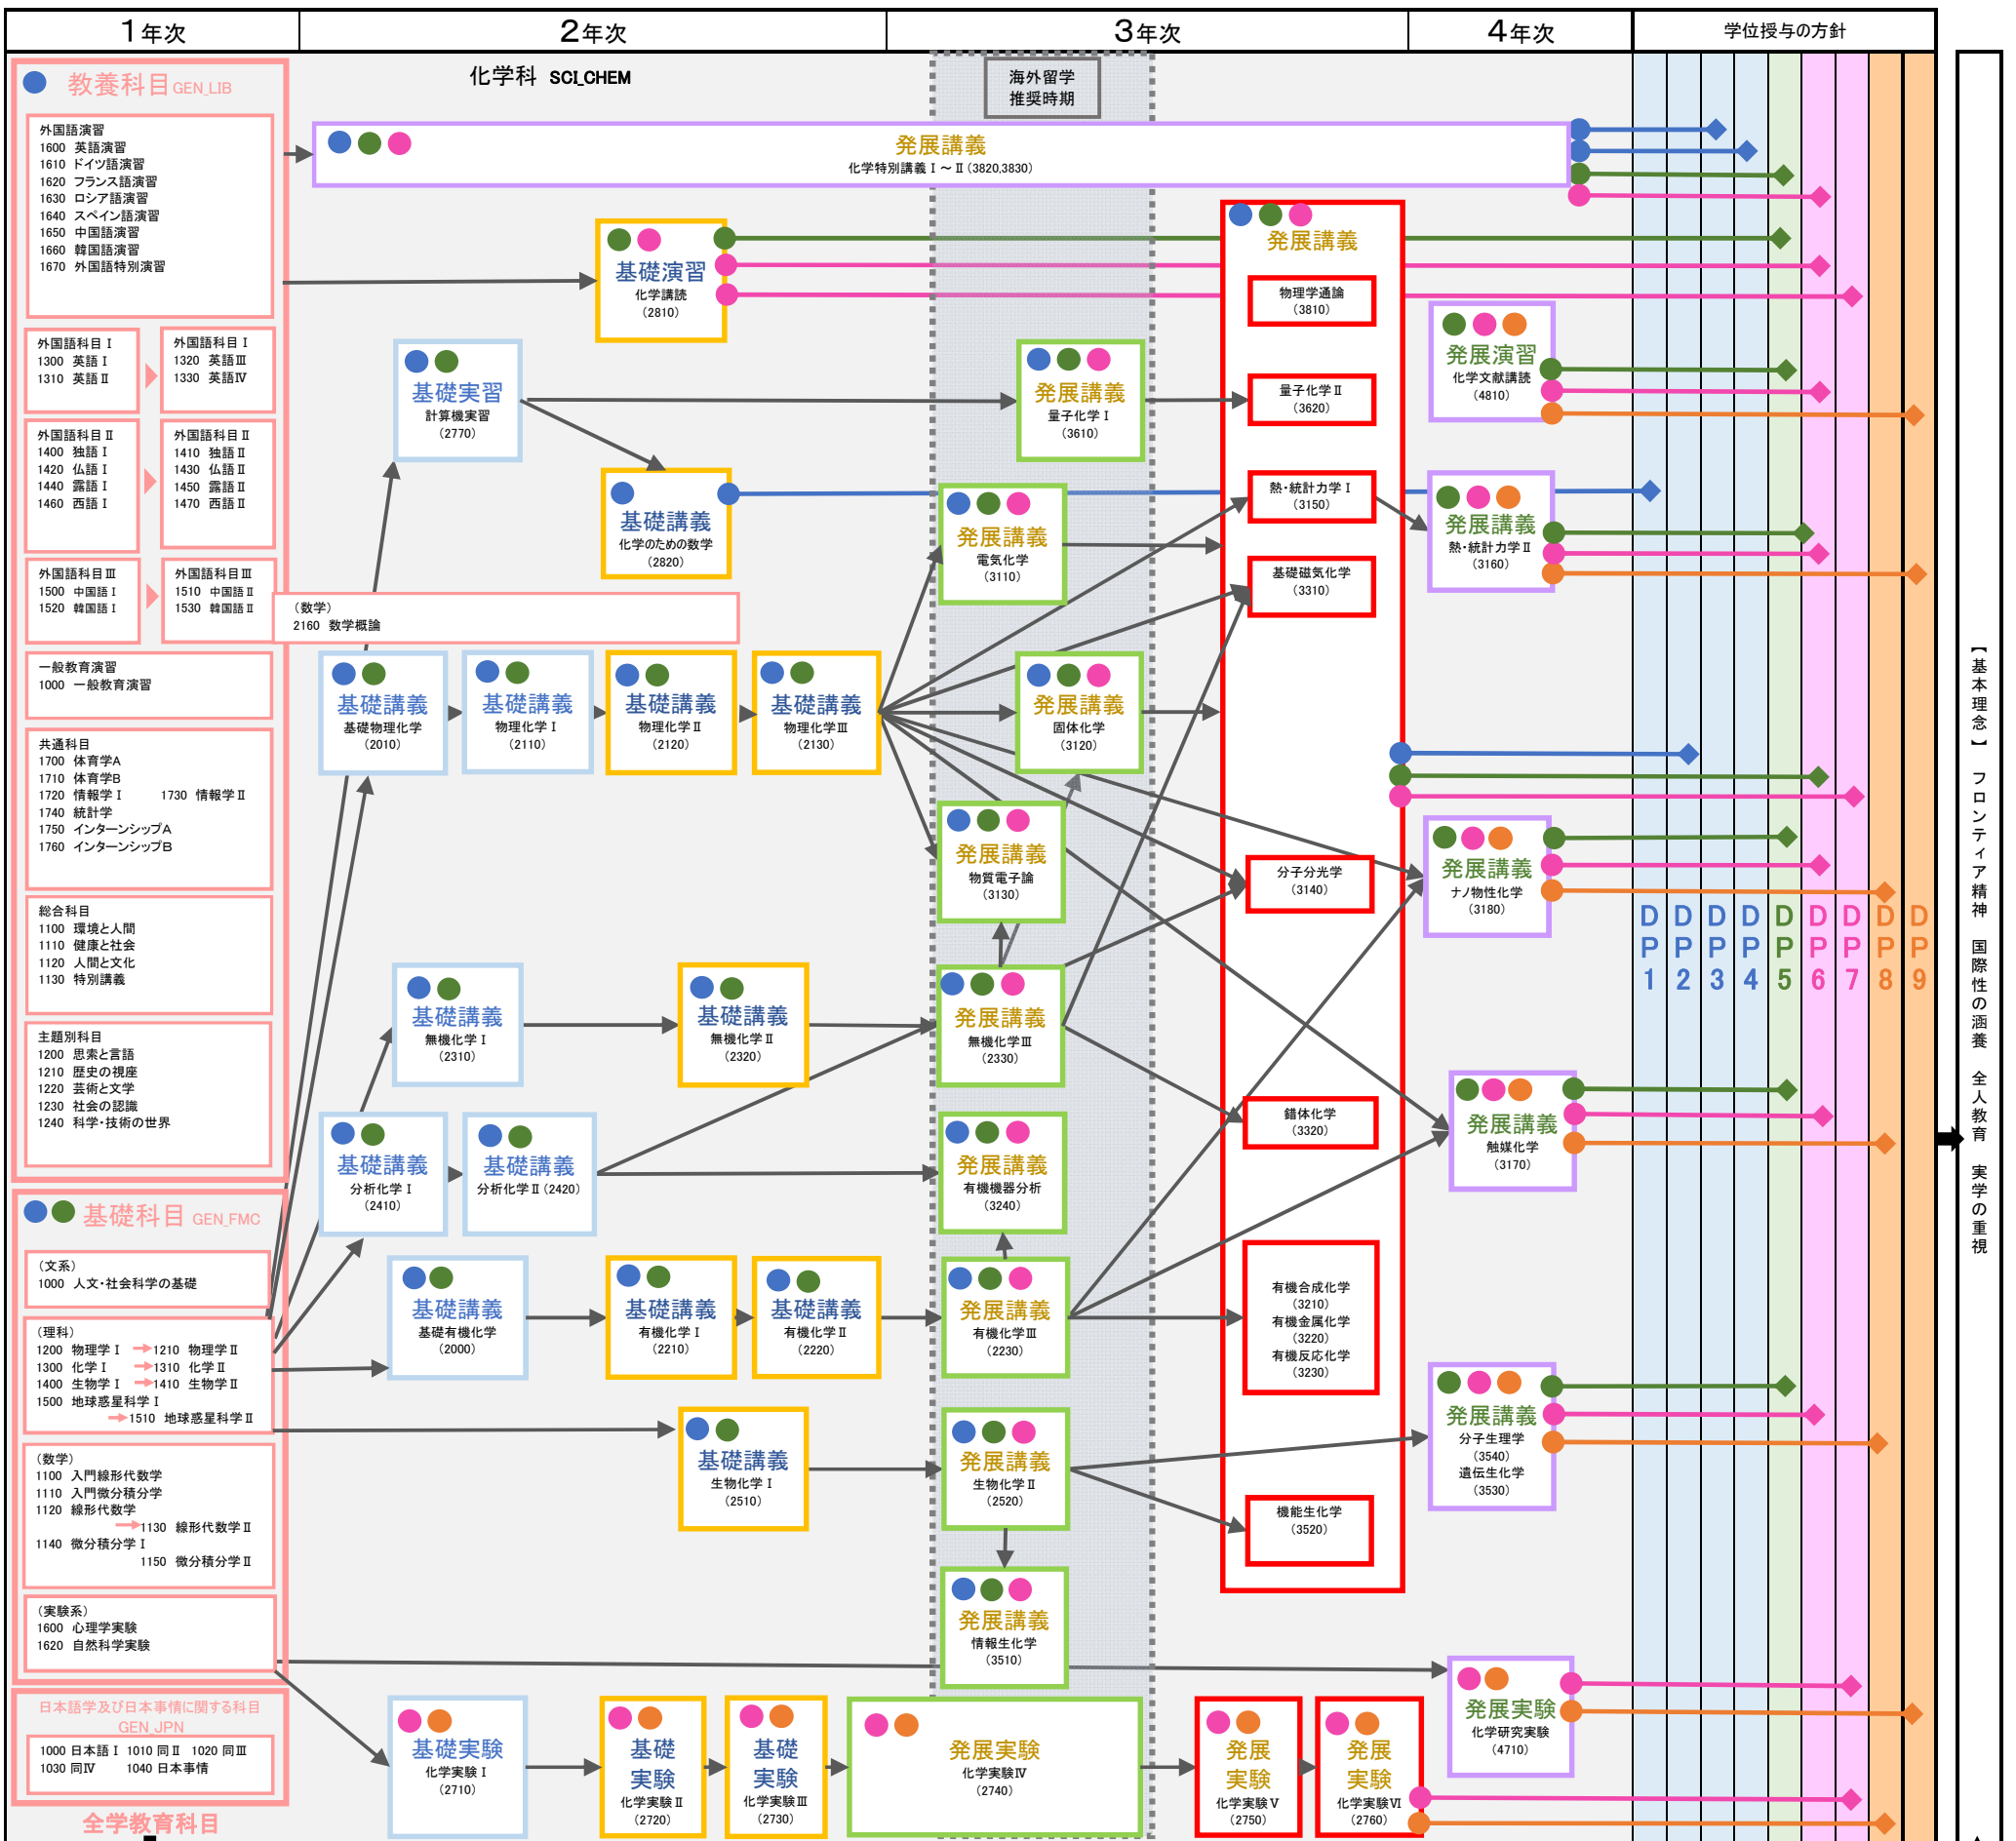 1年次
2年次
3年次
4年次
学位授与の方針
化学科 SCI_CHEM
海外留学
推奨時期
教養科目 GEN_LIB
外国語演習
1600 英語演習
1610 ドイツ語演習
1620 フランス語演習
1630 ロシア語演習
1640 スペイン語演習
1650 中国語演習
1660 韓国語演習
1670 外国語特別演習
外国語科目Ⅰ
1300 英語Ⅰ
1310 英語Ⅱ
外国語科目Ⅰ
1320 英語Ⅲ
1330 英語Ⅳ
外国語科目Ⅱ
1400 独語Ⅰ
1420 仏語Ⅰ
1440 露語Ⅰ
1460 西語Ⅰ
外国語科目Ⅱ
1410 独語Ⅱ
1430 仏語Ⅱ
1450 露語Ⅱ
1470 西語Ⅱ
外国語科目Ⅲ
1500 中国語Ⅰ
1520 韓国語Ⅰ
外国語科目Ⅲ
1510 中国語Ⅱ
1530 韓国語Ⅱ
(数学)
2160 数学概論
一般教育演習
1000 一般教育演習
共通科目
1700 体育学A
1710 体育学B
1720 情報学Ⅰ 1730 情報学Ⅱ
1740 統計学
1750 インターンシップA
1760 インターンシップB
総合科目
1100 環境と人間
1110 健康と社会
1120 人間と文化
1130 特別講義
主題別科目
1200 思索と言語
1210 歴史の視座
1220 芸術と文学
1230 社会の認識
1240 科学・技術の世界
基礎科目 GEN_FMC
(文系)
1000 人文・社会科学の基礎
(理科)
1200 物理学Ⅰ 1210 物理学Ⅱ
1300 化学Ⅰ 1310 化学Ⅱ
1400 生物学Ⅰ 1410 生物学Ⅱ
1500 地球惑星科学Ⅰ
1510 地球惑星科学Ⅱ
(数学)
1100 入門線形代数学
1110 入門微分積分学
1120 線形代数学
1130 線形代数学Ⅱ
1140 微分積分学Ⅰ
1150 微分積分学Ⅱ
(実験系)
1600 心理学実験
1620 自然科学実験
日本語学及び日本事情に関する科目
GEN_JPN
1000 日本語Ⅰ 1010 同Ⅱ 1020 同Ⅲ
1030 同Ⅳ 1040 日本事情
全学教育科目
発展講義
化学特別講義Ⅰ～Ⅱ(3820,3830)
基礎演習
化学講読
(2810)
基礎実習
計算機実習
(2770)
基礎講義
化学のための数学
(2820)
基礎講義
基礎物理化学
(2010)
基礎講義
物理化学Ⅰ
(2110)
基礎講義
物理化学Ⅱ
(2120)
基礎講義
物理化学Ⅲ
(2130)
基礎講義
無機化学Ⅰ
(2310)
基礎講義
無機化学Ⅱ
(2320)
基礎講義
分析化学Ⅰ
(2410)
基礎講義
分析化学Ⅱ(2420)
基礎講義
基礎有機化学
(2000)
基礎講義
有機化学Ⅰ
(2210)
基礎講義
有機化学Ⅱ
(2220)
基礎講義
生物化学Ⅰ
(2510)
基礎実験
化学実験Ⅰ
(2710)
基礎
実験
化学実験Ⅱ
(2720)
基礎
実験
化学実験Ⅲ
(2730)
発展講義
量子化学Ⅰ
(3610)
発展講義
電気化学
(3110)
発展講義
固体化学
(3120)
発展講義
物質電子論
(3130)
発展講義
無機化学Ⅲ
(2330)
発展講義
有機機器分析
(3240)
発展講義
有機化学Ⅲ
(2230)
発展講義
生物化学Ⅱ
(2520)
発展講義
情報生化学
(3510)
発展実験
化学実験Ⅳ
(2740)
発展講義
物理学通論
(3810)
量子化学Ⅱ
(3620)
熱・統計力学Ⅰ
(3150)
基礎磁気化学
(3310)
分子分光学
(3140)
錯体化学
(3320)
有機合成化学
(3210)
有機金属化学
(3220)
有機反応化学
(3230)
機能生化学
(3520)
発展
実験
化学実験Ⅴ
(2750)
発展
実験
化学実験Ⅵ
(2760)
発展演習
化学文献講読
(4810)
発展講義
熱・統計力学Ⅱ
(3160)
発展講義
ナノ物性化学
(3180)
発展講義
触媒化学
(3170)
発展講義
分子生理学
(3540)
遺伝生化学
(3530)
発展実験
化学研究実験
(4710)
DP1
DP2
DP3
DP4
DP5
DP6
DP7
DP8
DP9
【基本理念】 フロンティア精神 国際性の涵養 全人教育 実学の重視